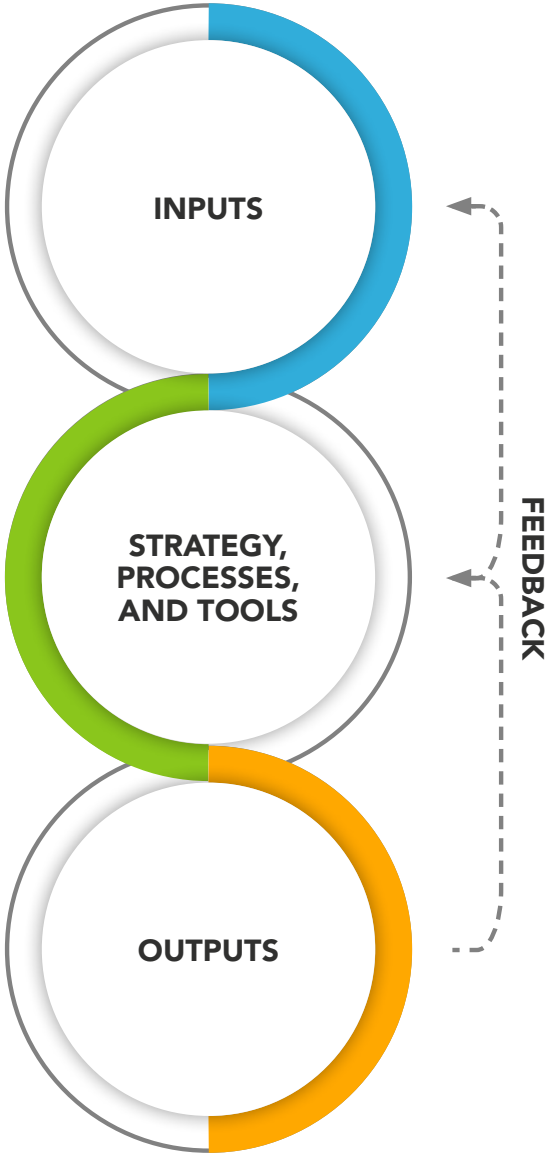 INPUTS
STRATEGY,
PROCESSES,
AND TOOLS
FEEDBACK
OUTPUTS